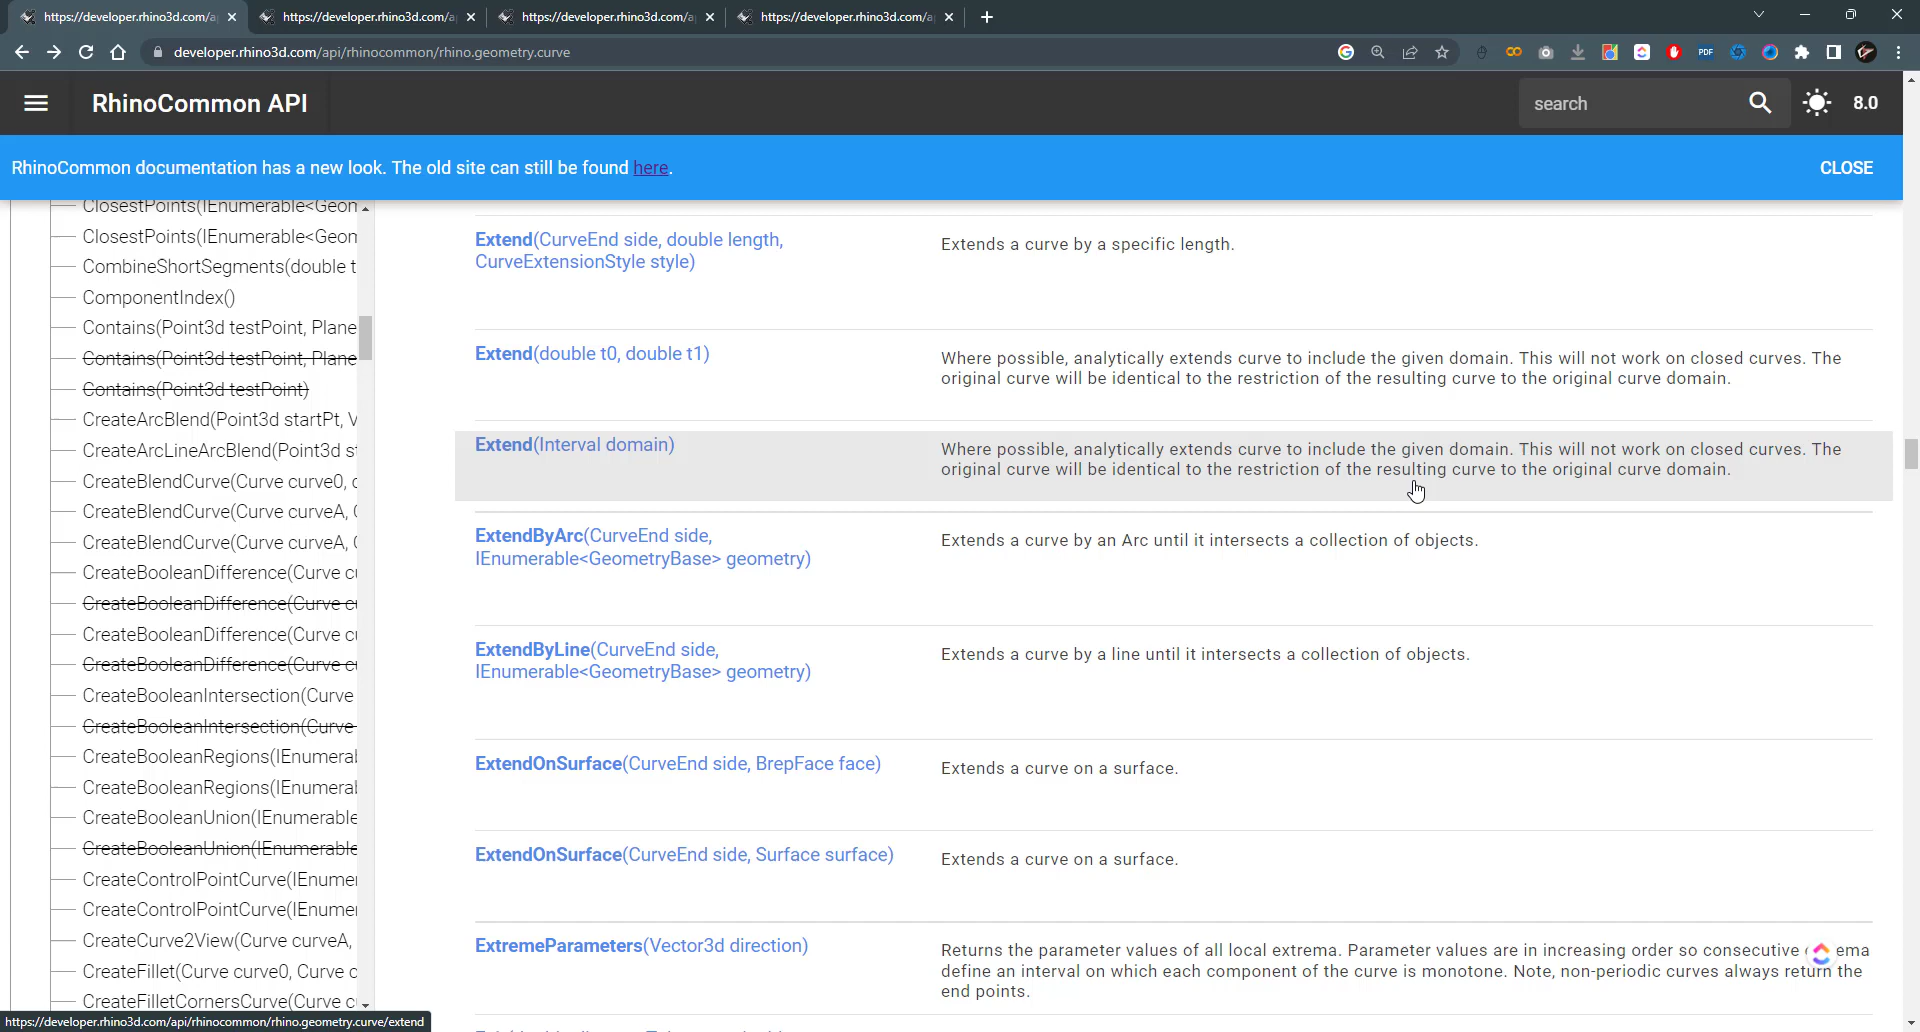 https://developer.rhino3d.com/a
https://developer.rhino3d.com/a
https://developer.rhino3d.com/a
https://developer.rhino3d.com/a
developer.rhino3d.com/api/rhinocommon/rhino.geometry.curve
PDF
RhinoCommon API
search
8.0
RhinoCommon documentation has a new look. The old site can still be found here.
CLOSE
ClosestPoints(IEnumerable<Geom
ClosestPoints(IEnumerable<Geom
CombineShortSegments(double t
ComponentIndex()
Contains(Point3d testPoint, Plane
Contains(Point3d testPoint, Plane
Contains(Point3d testPoint)
CreateArcBlend(Point3d startPt, V
CreateArcLineArcBlend(Point3d st
CreateBlendCurve(Curve curve0, c
CreateBlendCurve(Curve curveA, C
CreateBlendCurve(Curve curveA, C
CreateBooleanDifference(Curve cu
CreateBooleanDifference(Curve cu
CreateBooleanDifference(Curve cu
CreateBooleanDifference(Curve cu
CreateBooleanIntersection(Curve
CreateBooleanIntersection(Curve
CreateBooleanRegions(IEnumeral
CreateBooleanRegions(IEnumeral
CreateBooleanUnion(IEnumerable
CreateBooleanUnion(IEnumerable
CreateControlPointCurve(IEnumer
CreateControlPointCurve(IEnumer
CreateCurve2View(Curve curveA,
CreateFillet(Curve curve0, Curve c
CreateFilletCornersCurve(Curve c
Extend(CurveEnd side, double length,
CurveExtensionStyle style)
Extends a curve by a specific length.
Extend(double t0, double t1)
Where possible, analytically extends curve to include the given domain. This will not work on closed curves. The
original curve will be identical to the restriction of the resulting curve to the original curve domain.
Extend(Interval domain)
Where possible, analytically extends curve to include the given domain. This will not work on closed curves. The
original curve will be identical to the restriction of the resulting curve to the original curve domain.
ExtendByArc(CurveEnd side,
IEnumerable<GeometryBase> geometry)
Extends a curve by an Arc until it intersects a collection of objects.
ExtendByLine(CurveEnd side,
IEnumerable<GeometryBase> geometry)
Extends a curve by a line until it intersects a collection of objects.
ExtendOnSurface(CurveEnd side, BrepFace face)
Extends a curve on a surface.
ExtendOnSurface(CurveEnd side, Surface surface)
Extends a curve on a surface.
ExtremeParameters(Vector3d direction)
Returns the parameter values of all local extrema. Parameter values are in increasing order so consecutive ema
define an interval on which each component of the curve is monotone. Note, non-periodic curves always return the
end points.
https://developer.rhino3d.com/api/rhinocommon/rhino.geometry.curve/extend